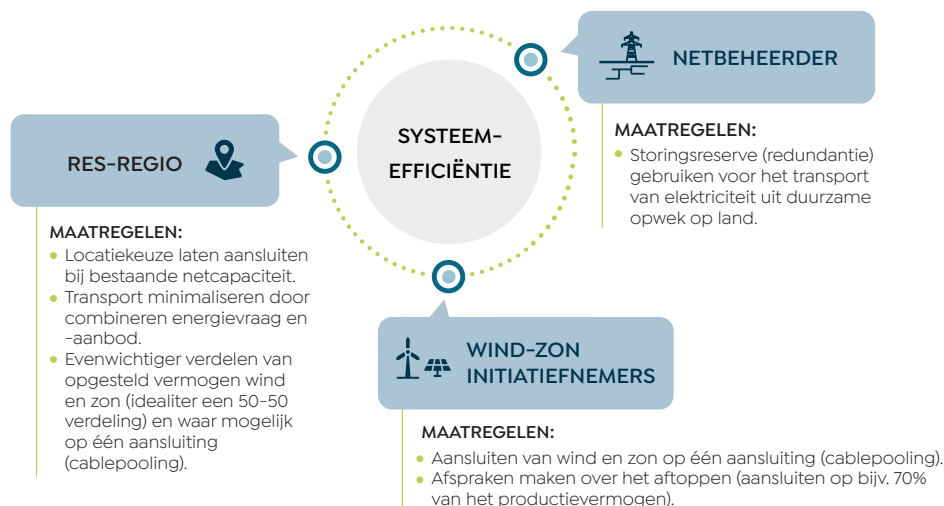 NETBEHEERDER
MAATREGELEN:
• Storingsreserve (redundantie)
gebruiken voor het transport
van elektriciteit uit duurzame
opwek op land.
SYSTEEM-
EFFICIËNTIE
RES-REGIO
MAATREGELEN:
• Locatiekeuze laten aansluiten
bij bestaande netcapaciteit.
• Transport minimaliseren door
combineren energievraag en
-aanbod.
• Evenwichtiger verdelen van
opgesteld vermogen wind
en zon (idealiter een 50-50
verdeling) en waar mogelijk
op één aansluiting
(cablepooling).
WIND-ZON
INITIATIEFNEMERS
MAATREGELEN:
• Aansluiten van wind en zon op één aansluiting (cablepooling).
• Afspraken maken over het aftoppen (aansluiten op bijv. 70%
van het productievermogen).